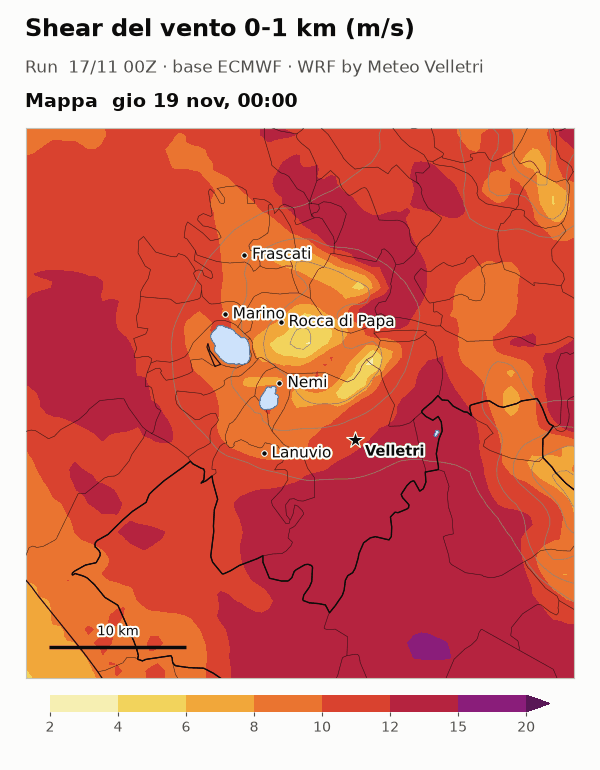 Shear del vento 0-1 km (m/s)
Run  17/11 00Z · base ECMWF · WRF by Meteo Velletri
Mappa  gio 19 nov, 00:00
Frascati
Marino
Rocca di Papa
Nemi
Velletri
Lanuvio
10 km
2 4 6 8 10 12 15 20